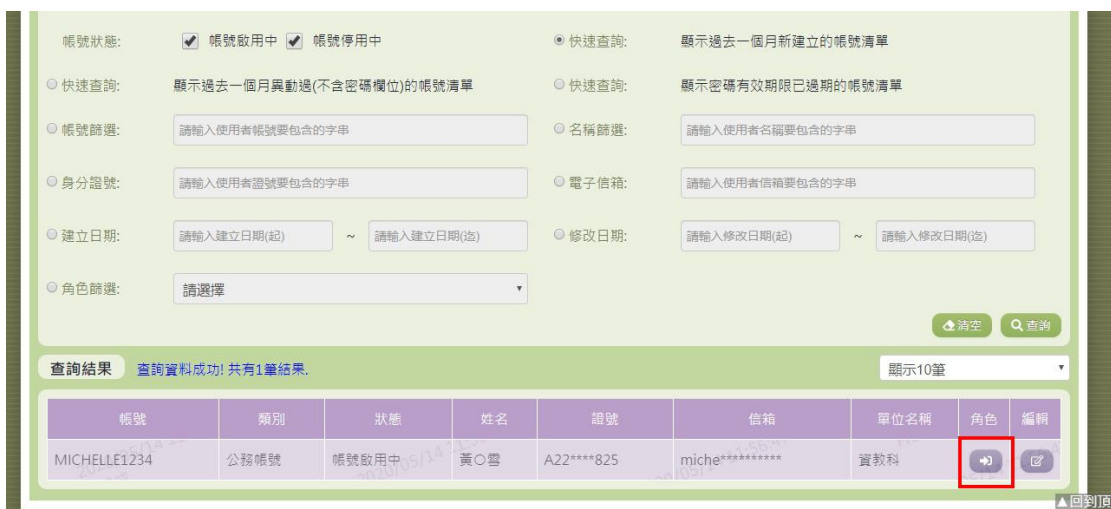 帳號狀態: 帳號啟用中 帳號停用中 快速查詢: 顯示過去一個月新建立的帳號清單
快速查詢: 顯示過去一個月異動過(不含密碼欄位)的帳號清單 快速查詢: 顯示密碼有效期限已過期的帳號清單
帳號篩選: 請輸入使用者帳號要包含的字串 名稱篩選: 請輸入使用者名稱要包含的字串
身分證號: 請輸入使用者證號要包含的字串 電子信箱: 請輸入使用者信箱要包含的字串
建立日期: 請輸入建立日期(起) ~ 請輸入建立日期(迄) 修改日期: 請輸入修改日期(起) ~ 請輸入修改日期(迄)
角色篩選: 請選擇
清空 查詢
查詢結果 查詢資料成功! 共有1筆結果. 顯示10筆
帳號 類別 狀態 姓名 證號 信箱 單位名稱 角色 編輯
MICHELLE1234 公務帳號 帳號啟用中 黃○雲 A22****825 miche********** 資教科
▲回到頂